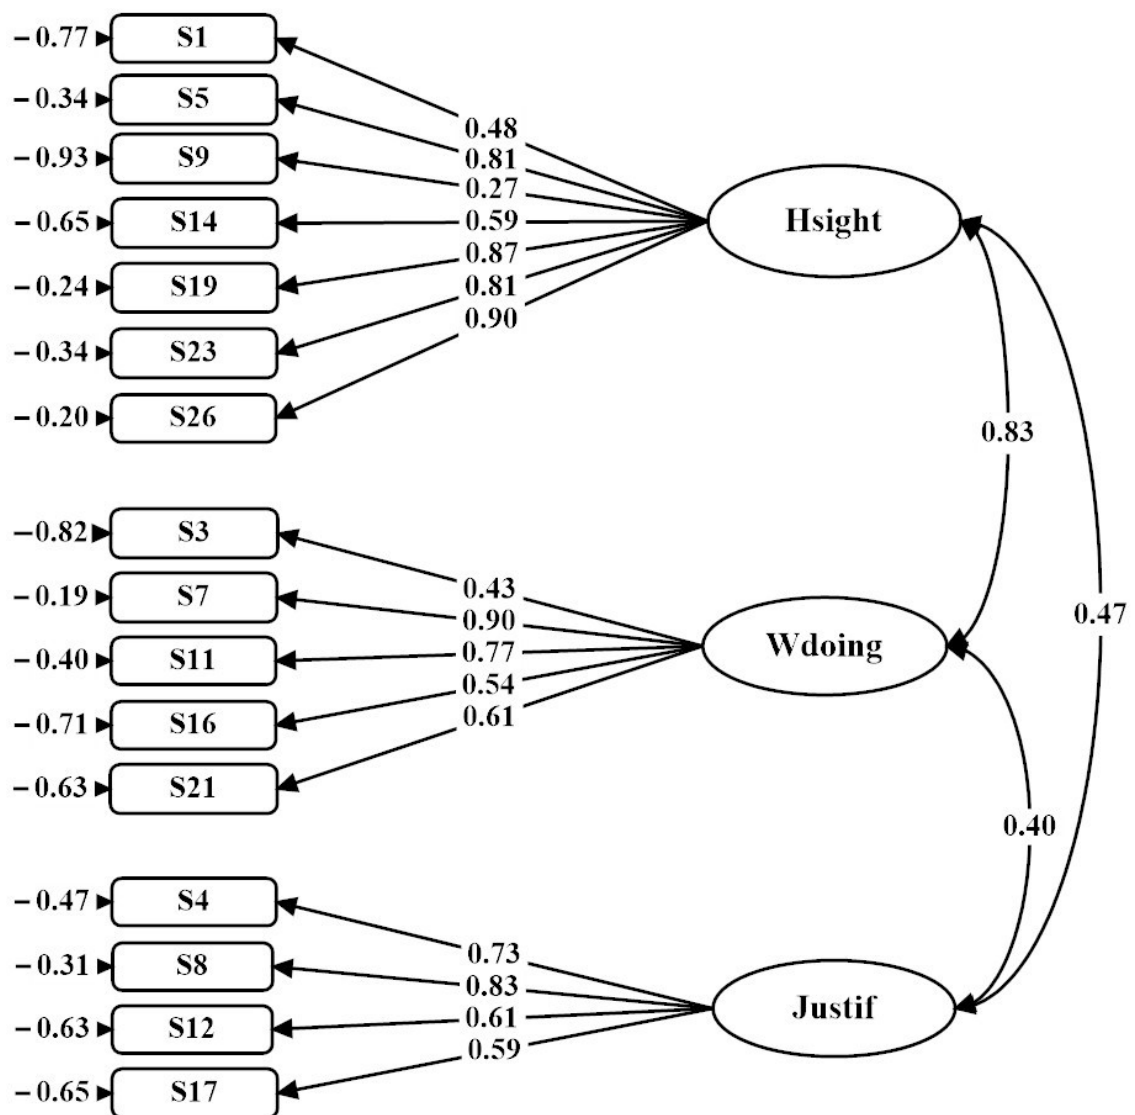 −0.77 S1
−0.34 S5
−0.93 S9
−0.65 S14
−0.24 S19
−0.34 S23
−0.20 S26
0.48
0.81
0.27
0.59
0.87
0.81
0.90
Hsight
0.83
0.47
−0.82 S3
−0.19 S7
−0.40 S11
−0.71 S16
−0.63 S21
0.43
0.90
0.77
0.54
0.61
Wdoing
0.40
−0.47 S4
−0.31 S8
−0.63 S12
−0.65 S17
0.73
0.83
0.61
0.59
Justif